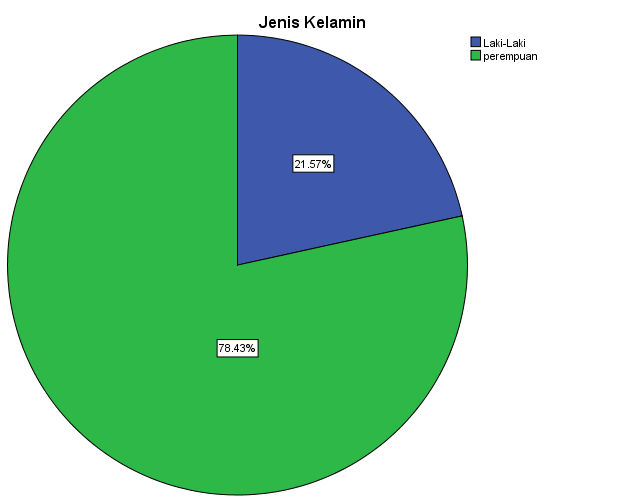 Jenis Kelamin
Laki-Laki
perempuan
21.57%
78.43%